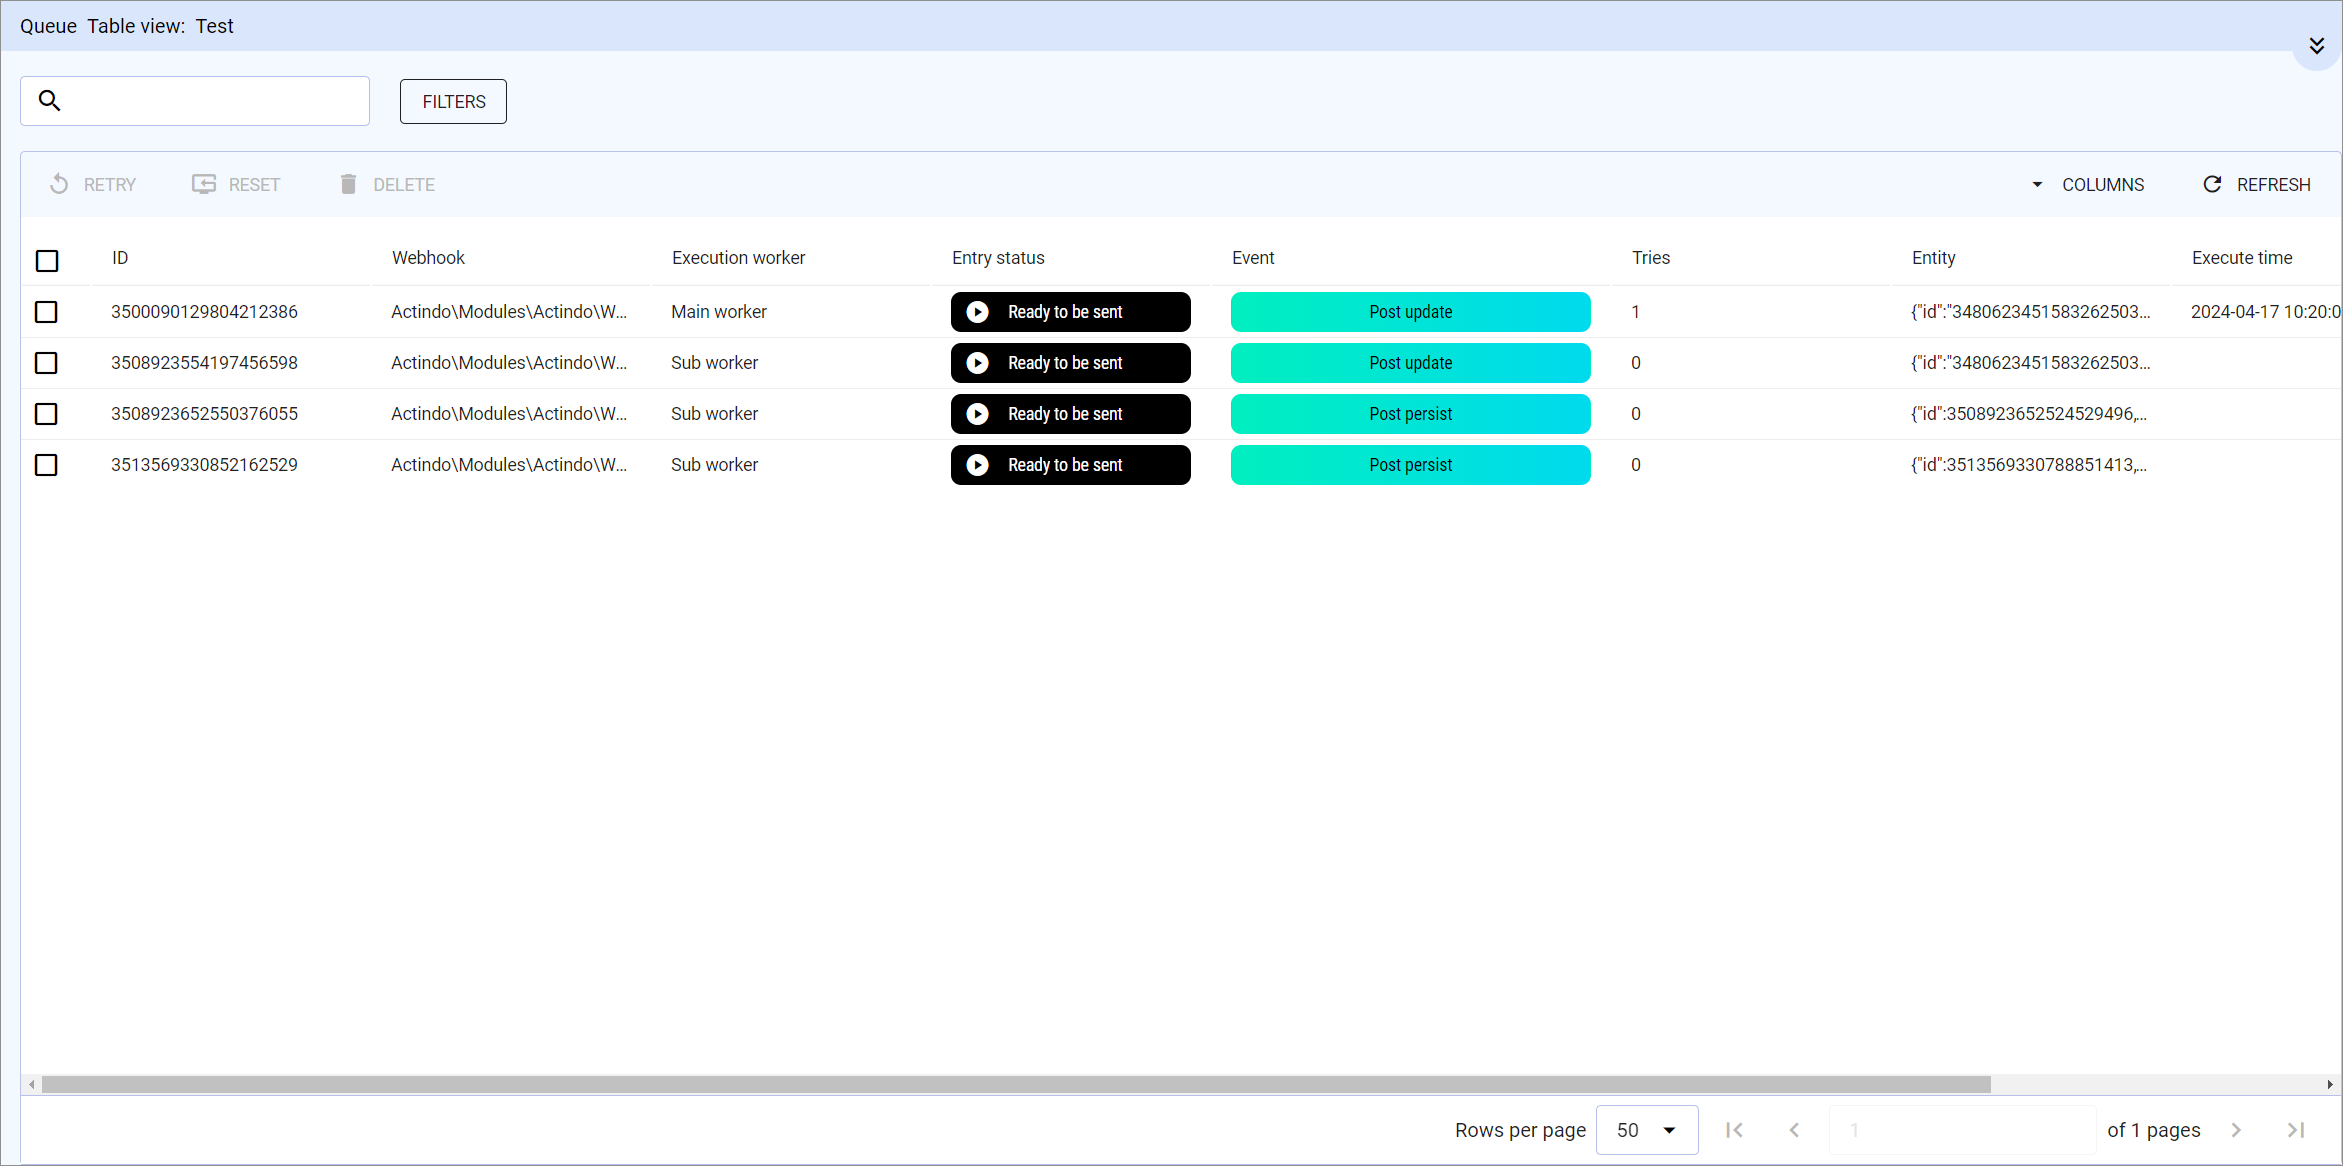 Queue Table view: Test
FILTERS
RETRY RESET DELETE COLUMNS REFRESH
ID Webhook Execution worker Entry status Event Tries Entity Execute time
3500090129804212386 Actindo\Modules\Actindo\W... Main worker Ready to be sent Post update 1 {"id":"3480623451583262503... 2024-04-17 10:20:0
3508923554197456598 Actindo\Modules\Actindo\W... Sub worker Ready to be sent Post update 0 {"id":"3480623451583262503...
3508923652550376055 Actindo\Modules\Actindo\W... Sub worker Ready to be sent Post persist 0 {"id":3508923652524529496,...
3513569330852162529 Actindo\Modules\Actindo\W... Sub worker Ready to be sent Post persist 0 {"id":3513569330788851413,...
Rows per page 50 1 of 1 pages